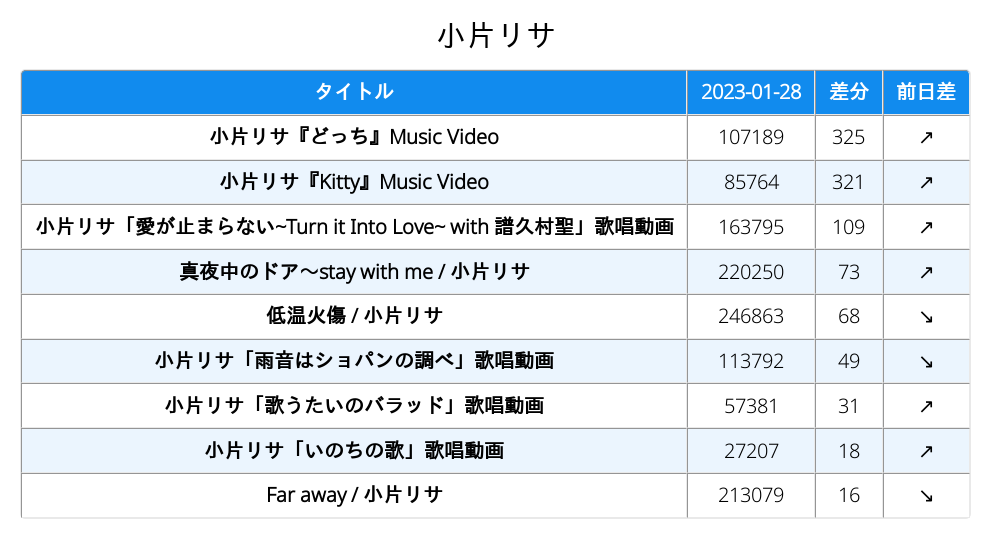 小片リサ
タイトル 2023-01-28 差分 前日差
小片リサ『どっち』Music Video 107189 325 ↗
小片リサ『Kitty』Music Video 85764 321 ↗
小片リサ「愛が止まらない~Turn it Into Love~ with 譜久村聖」歌唱動画 163795 109 ↗
真夜中のドア～stay with me / 小片リサ 220250 73 ↗
低温火傷 / 小片リサ 246863 68 ↘
小片リサ「雨音はショパンの調べ」歌唱動画 113792 49 ↘
小片リサ「歌うたいのバラッド」歌唱動画 57381 31 ↗
小片リサ「いのちの歌」歌唱動画 27207 18 ↗
Far away / 小片リサ 213079 16 ↘